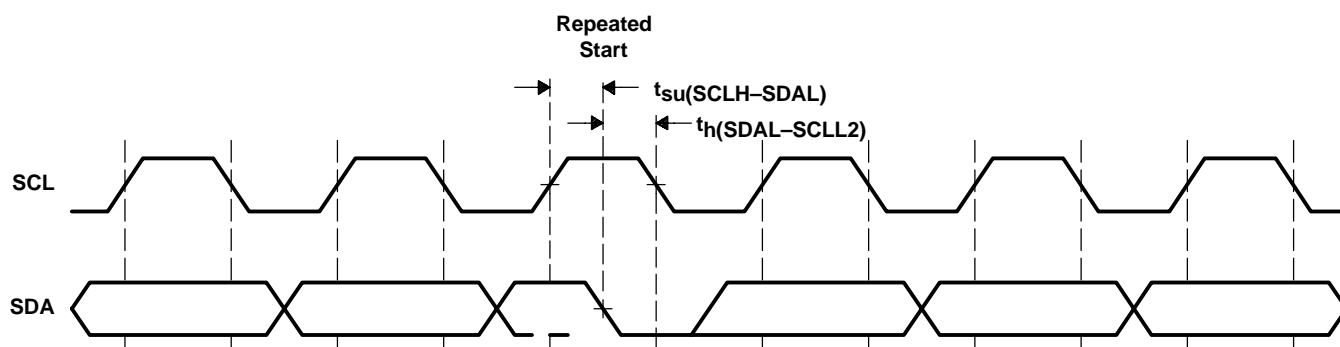 Repeated
Start
tsu(SCLH–SDAL)
th(SDAL–SCLL2)
SCL
SDA